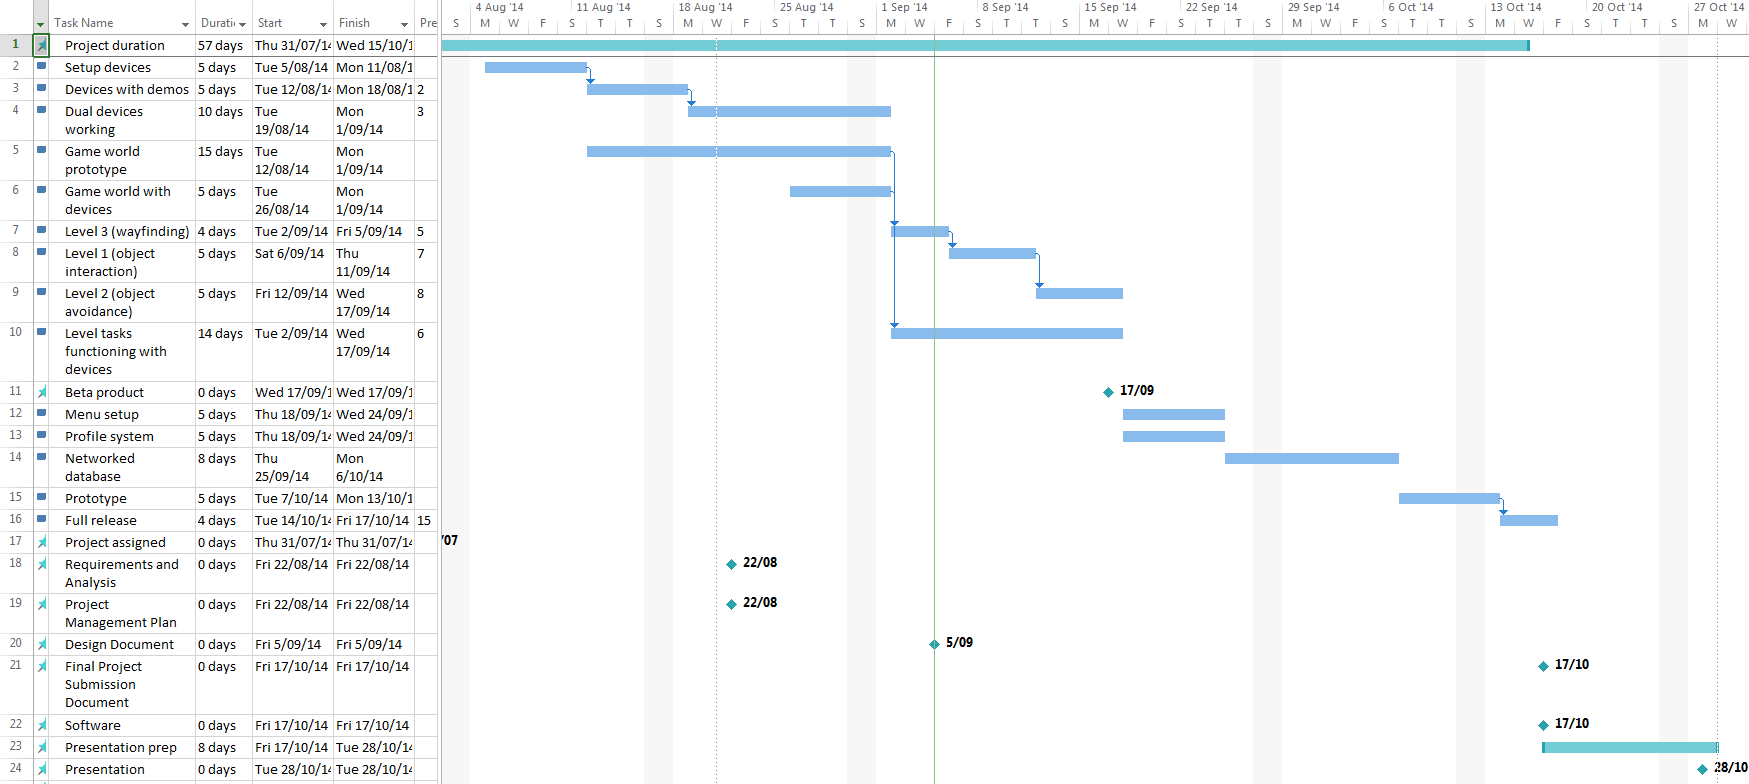 4 Aug '14 11 Aug '14 18 Aug '14 25 Aug '14 1 Sep '14 8 Sep '14 15 Sep '14 22 Sep '14 29 Sep '14 6 Oct '14 13 Oct '14 20 Oct '14 27 Oct '14
Task Name Duratic Start Finish Pre S M W F S T T S M W F S T T S M W F S T T S M W F S T T S M W F S T T S M W F S T T S M W
1 Project duration 57 days Thu 31/07/14 Wed 15/10/1
2 Setup devices 5 days Tue 5/08/14 Mon 11/08/1
3 Devices with demos 5 days Tue 12/08/14 Mon 18/08/1 2
4 Dual devices 10 days Tue Mon 3
working 19/08/14 1/09/14
5 Game world 15 days Tue Mon
prototype 12/08/14 1/09/14
6 Game world with 5 days Tue Mon
devices 26/08/14 1/09/14
7 Level 3 (wayfinding) 4 days Tue 2/09/14 Fri 5/09/14 5
8 Level 1 (object 5 days Sat 6/09/14 Thu 7
interaction) 11/09/14
9 Level 2 (object 5 days Fri 12/09/14 Wed 8
avoidance) 17/09/14
10 Level tasks 14 days Tue 2/09/14 Wed 6
functioning with 17/09/14
devices
11 Beta product 0 days Wed 17/09/1 Wed 17/09/1 17/09
12 Menu setup 5 days Thu 18/09/14 Wed 24/09/1
13 Profile system 5 days Thu 18/09/14 Wed 24/09/1
14 Networked 8 days Thu Mon
database 25/09/14 6/10/14
15 Prototype 5 days Tue 7/10/14 Mon 13/10/1
16 Full release 4 days Tue 14/10/14 Fri 17/10/14 15
17 Project assigned 0 days Thu 31/07/14 Thu 31/07/14 /07
18 Requirements and 0 days Fri 22/08/14 Fri 22/08/14 22/08
Analysis
19 Project 0 days Fri 22/08/14 Fri 22/08/14 22/08
Management Plan
20 Design Document 0 days Fri 5/09/14 Fri 5/09/14 5/09
21 Final Project 0 days Fri 17/10/14 Fri 17/10/14 17/10
Submission
Document
22 Software 0 days Fri 17/10/14 Fri 17/10/14 17/10
23 Presentation prep 8 days Fri 17/10/14 Tue 28/10/14
24 Presentation 0 days Tue 28/10/14 Tue 28/10/14 28/10